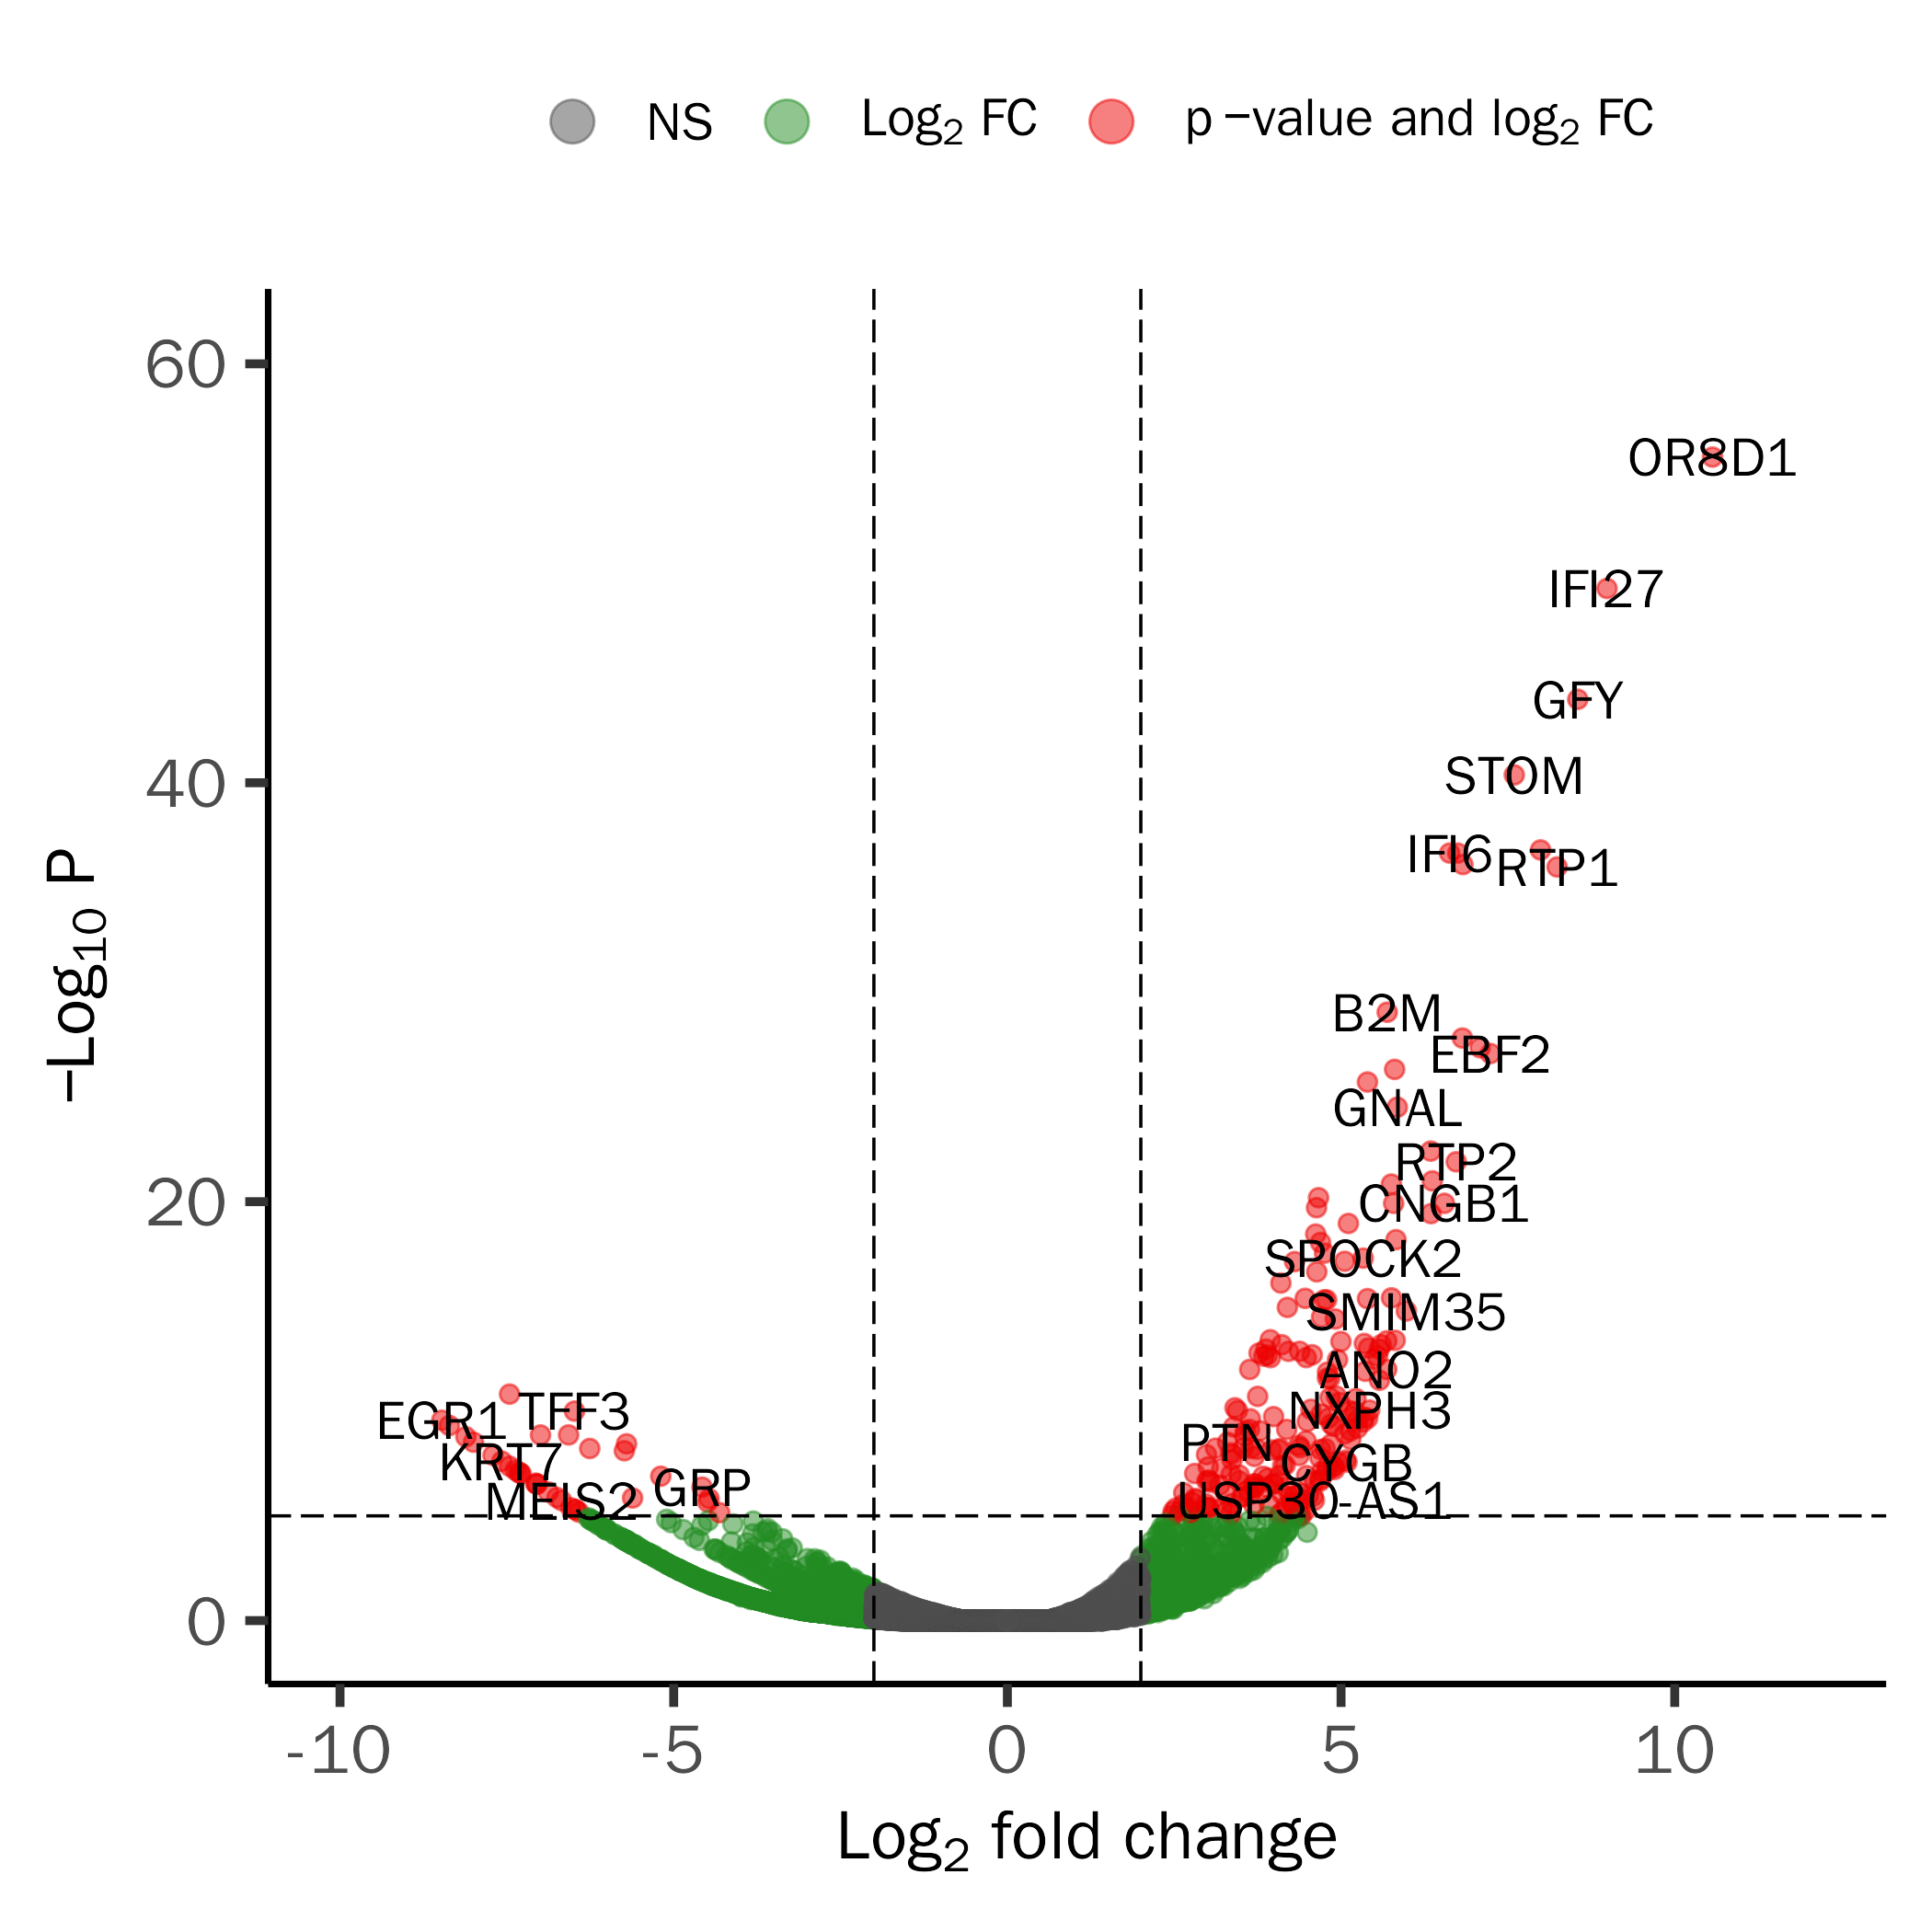 NS Log2 FC p −value and log2 FC
60
OR8D1
IFI27
GFY
40
STOM
IFI6
RTP1
−Log10 P
B2M
EBF2
GNAL
RTP2
20
CNGB1
SPOCK2
SMIM35
ANO2
TFF3
NXPH3
EGR1
PTN
KRT7
CYGB
GRP
MEIS2
USP30-AS1
0
-10 -5 0 5 10
Log2 fold change